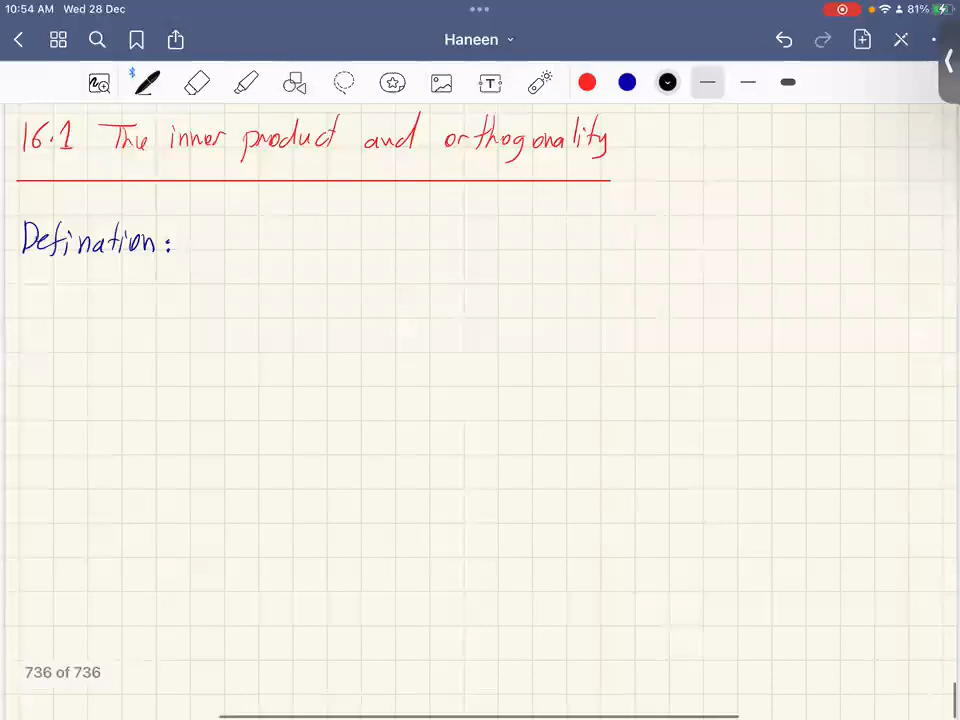 10:54 AM Wed 28 Dec
81%
Haneen
T
16.1 The inner product and orthogonality
Defination:
736 of 736